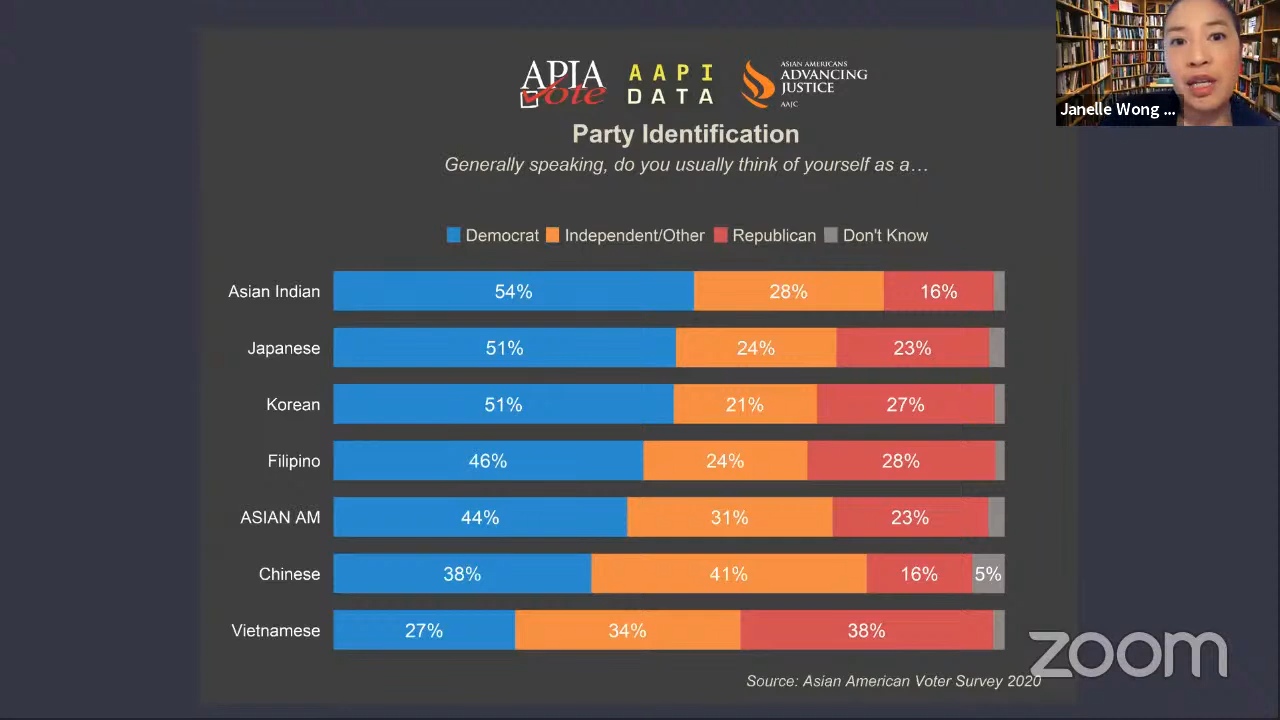 APIA
Vote
AAPI
DATA
ASIAN AMERICANS
ADVANCING
JUSTICE
AAJC
Janelle Wong ...
Party Identification
Generally speaking, do you usually think of yourself as a…
Democrat Independent/Other Republican Don't Know
Asian Indian 54% 28% 16%
Japanese 51% 24% 23%
Korean 51% 21% 27%
Filipino 46% 24% 28%
ASIAN AM 44% 31% 23%
Chinese 38% 41% 16% 5%
Vietnamese 27% 34% 38%
zoom
Source: Asian American Voter Survey 2020